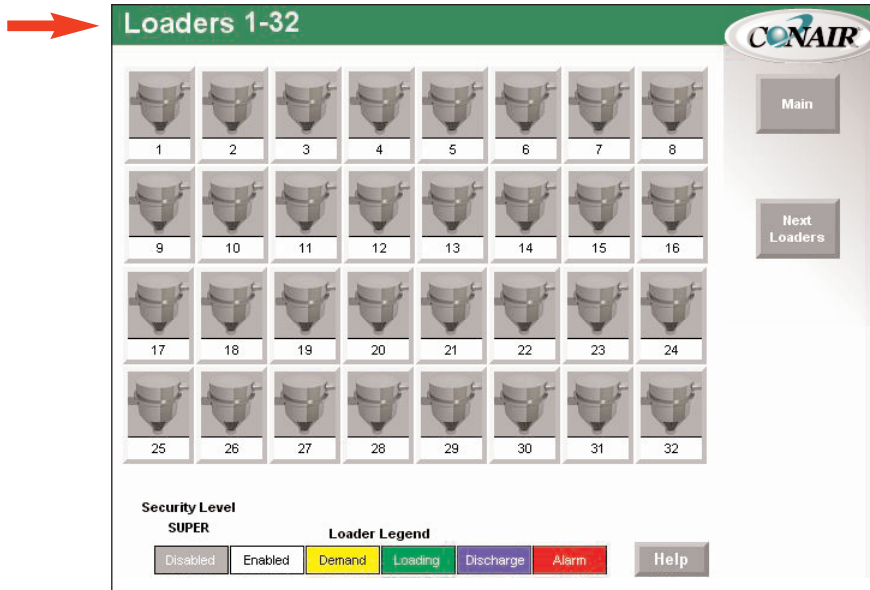 Loaders 1-32
CONAIR
Main
1 2 3 4 5 6 7 8
Next
Loaders
9 10 11 12 13 14 15 16
17 18 19 20 21 22 23 24
25 26 27 28 29 30 31 32
Security Level
SUPER
Loader Legend
Disabled Enabled Demand Loading Discharge Alarm Help